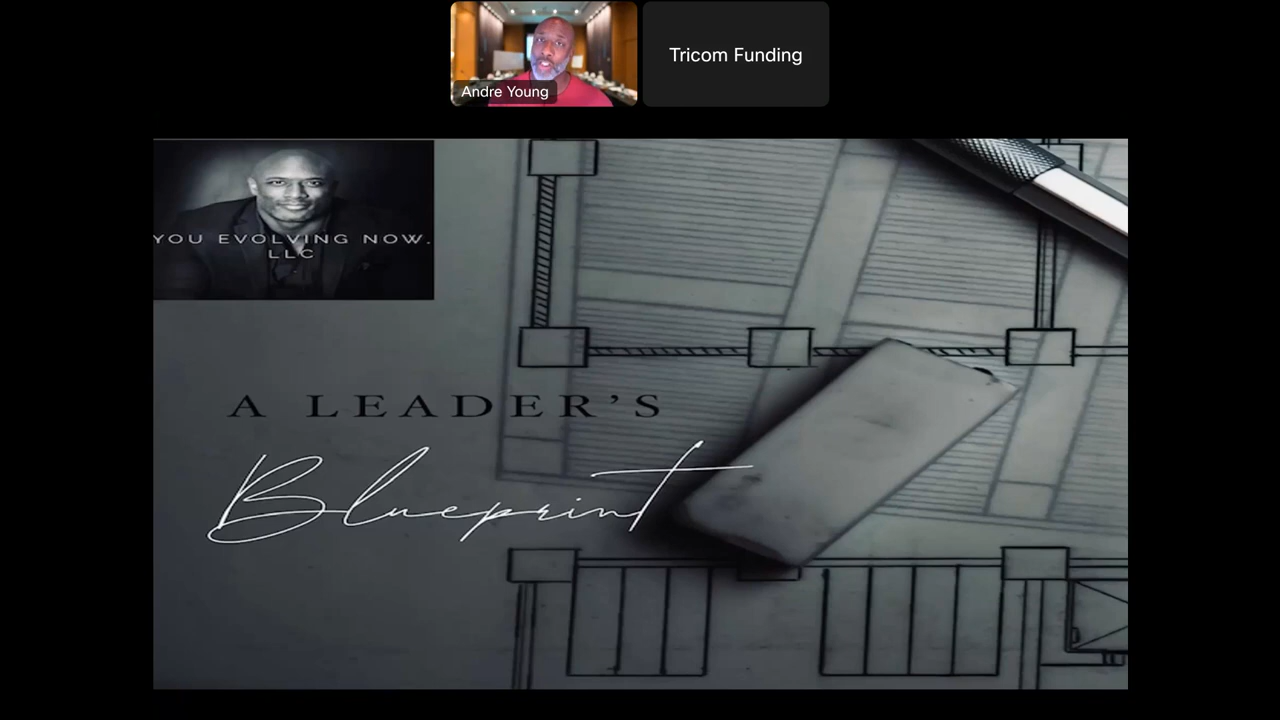 Andre Young
Tricom Funding
YOU EVOLVING NOW.
LLC
A LEADER'S
Blueprint